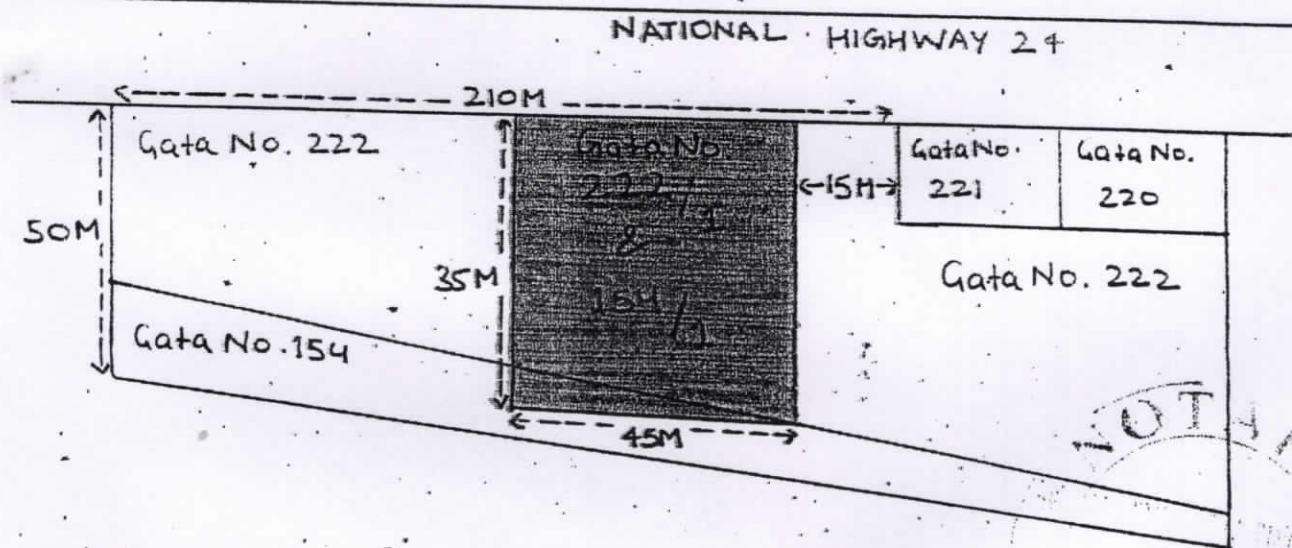 NATIONAL HIGHWAY 24
210M
Gata No. 222
Gata No.
222/1
&
154/1
15M
Gata No.
221
Gata No.
220
50M
35M
Gata No. 222
Gata No. 154
45M